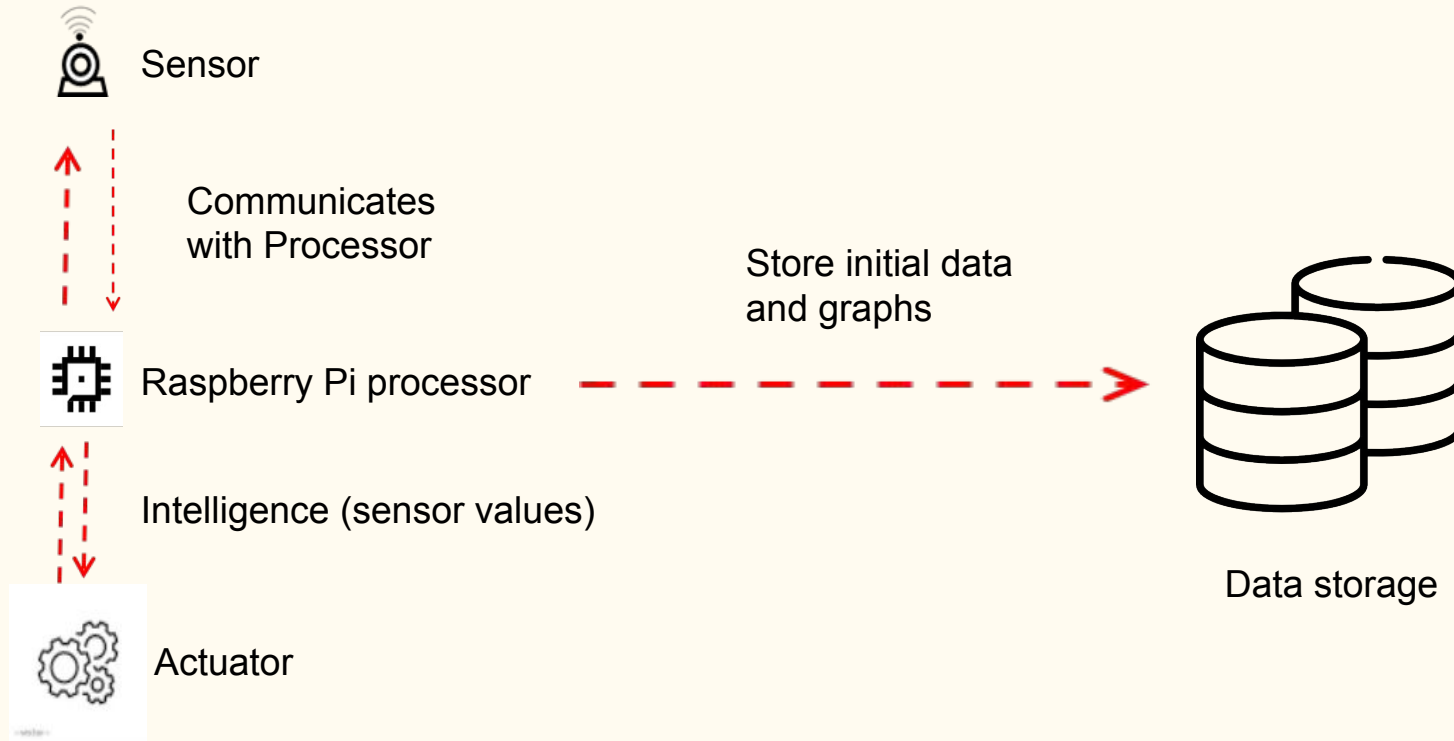 Sensor
Communicates
with Processor
Store initial data
and graphs
Raspberry Pi processor
Intelligence (sensor values)
Data storage
Actuator